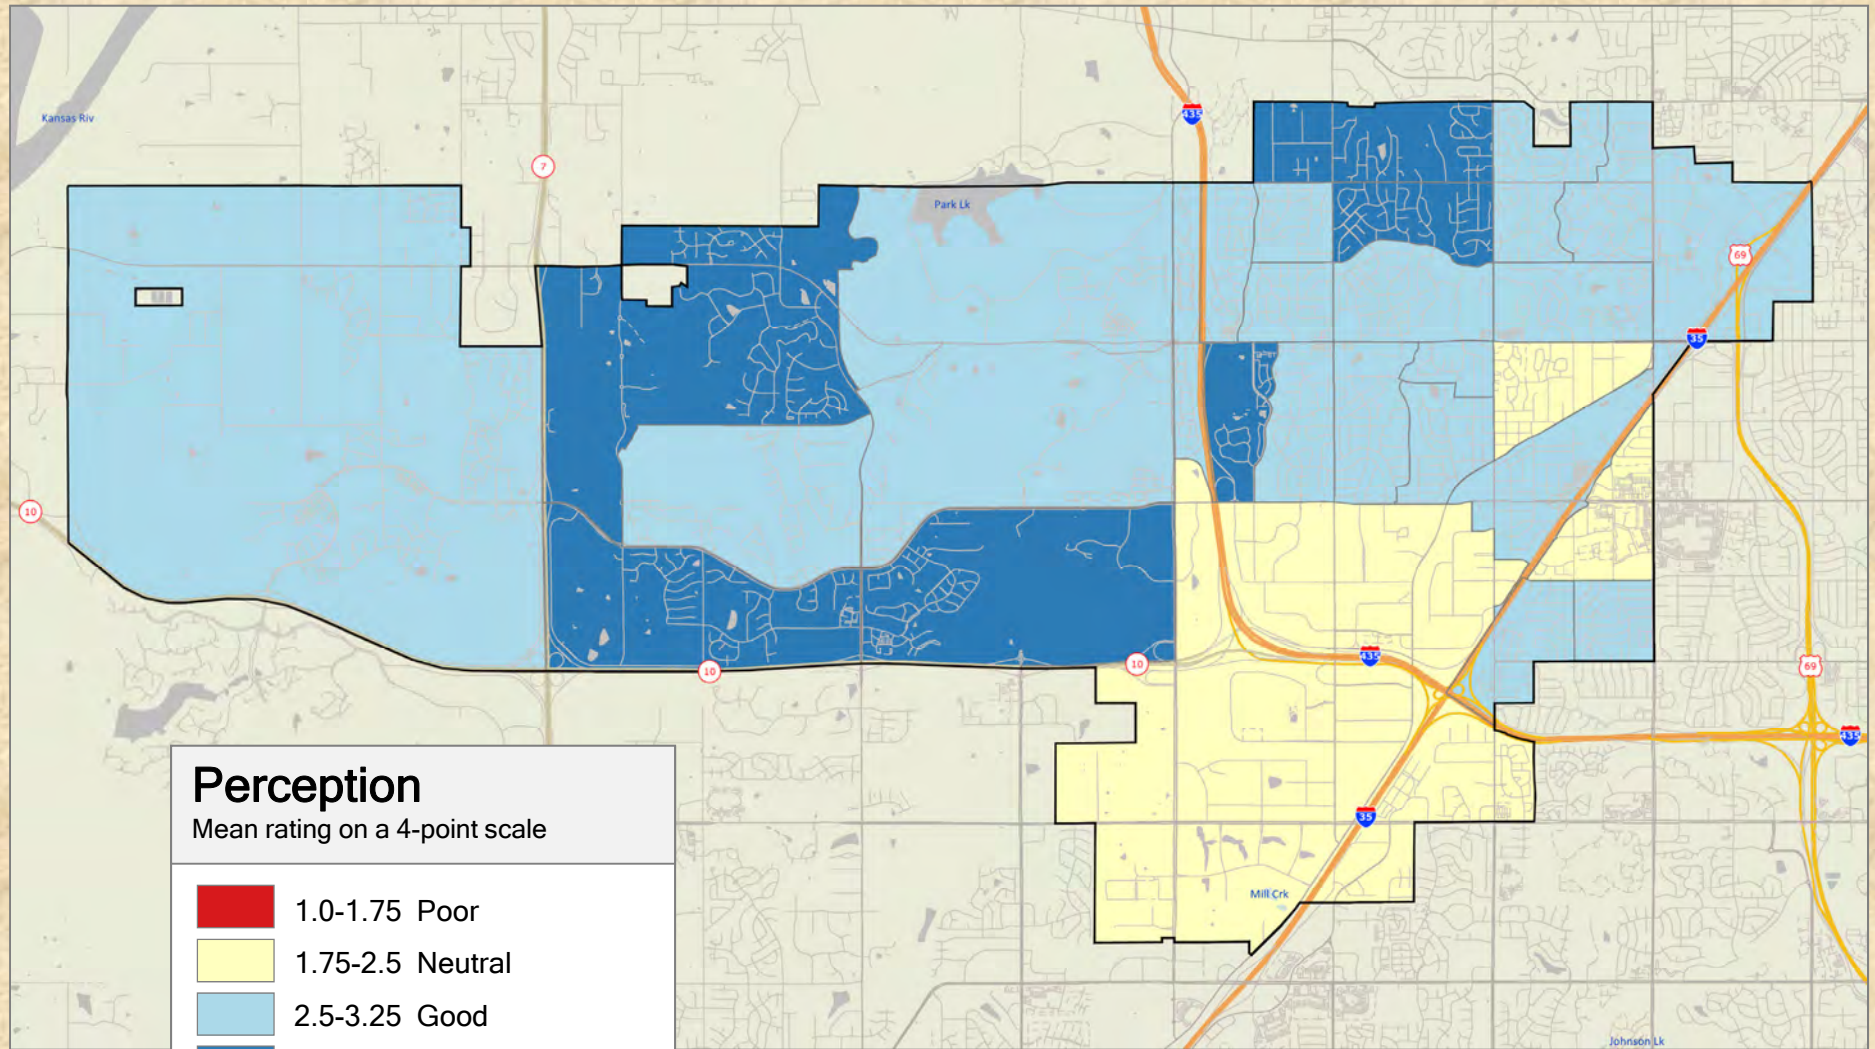 Kansas Riv
435
7
Park Lk
69
35
10
10
10
435
69
435
Perception
Mean rating on a 4-point scale
35
Mill Crk
1.0-1.75 Poor
1.75-2.5 Neutral
2.5-3.25 Good
Johnson Lk